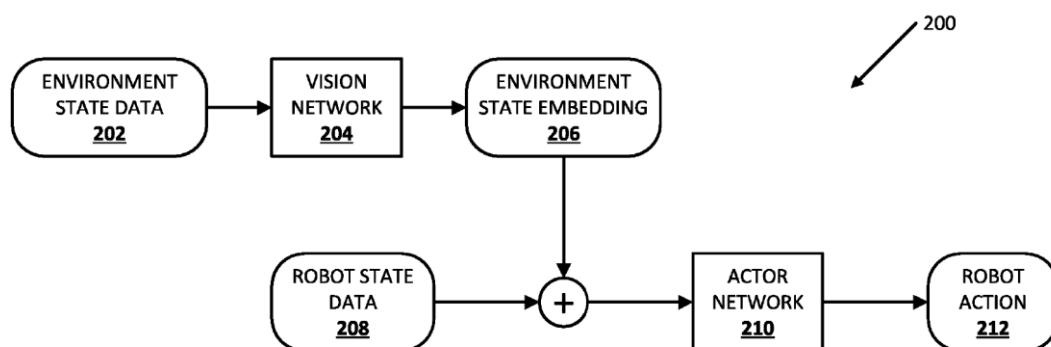 200
ENVIRONMENT
STATE DATA
202
VISION
NETWORK
204
ENVIRONMENT
STATE EMBEDDING
206
ROBOT STATE
DATA
208
+
ACTOR
NETWORK
210
ROBOT
ACTION
212